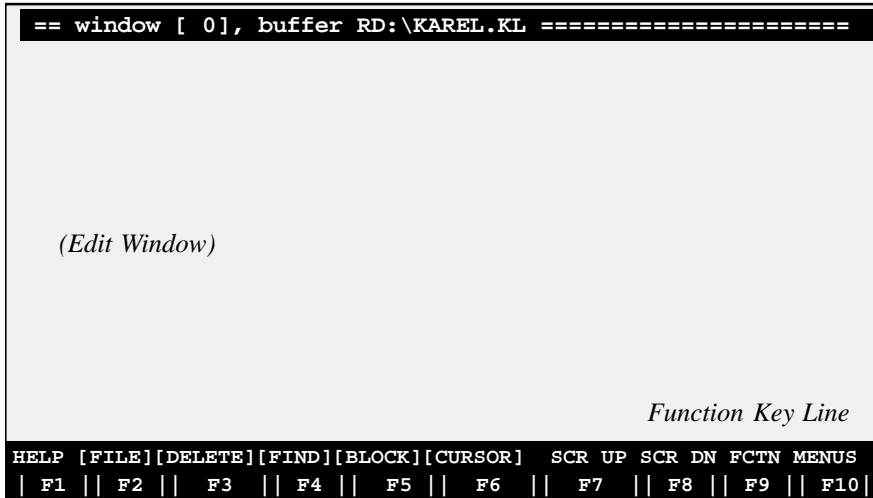 == window [ 0], buffer RD:\KAREL.KL ======================
(Edit Window)
Function Key Line
HELP [FILE][DELETE][FIND][BLOCK][CURSOR] SCR UP SCR DN FCTN MENUS
| F1 || F2 || F3 || F4 || F5 || F6 || F7 || F8 || F9 || F10|